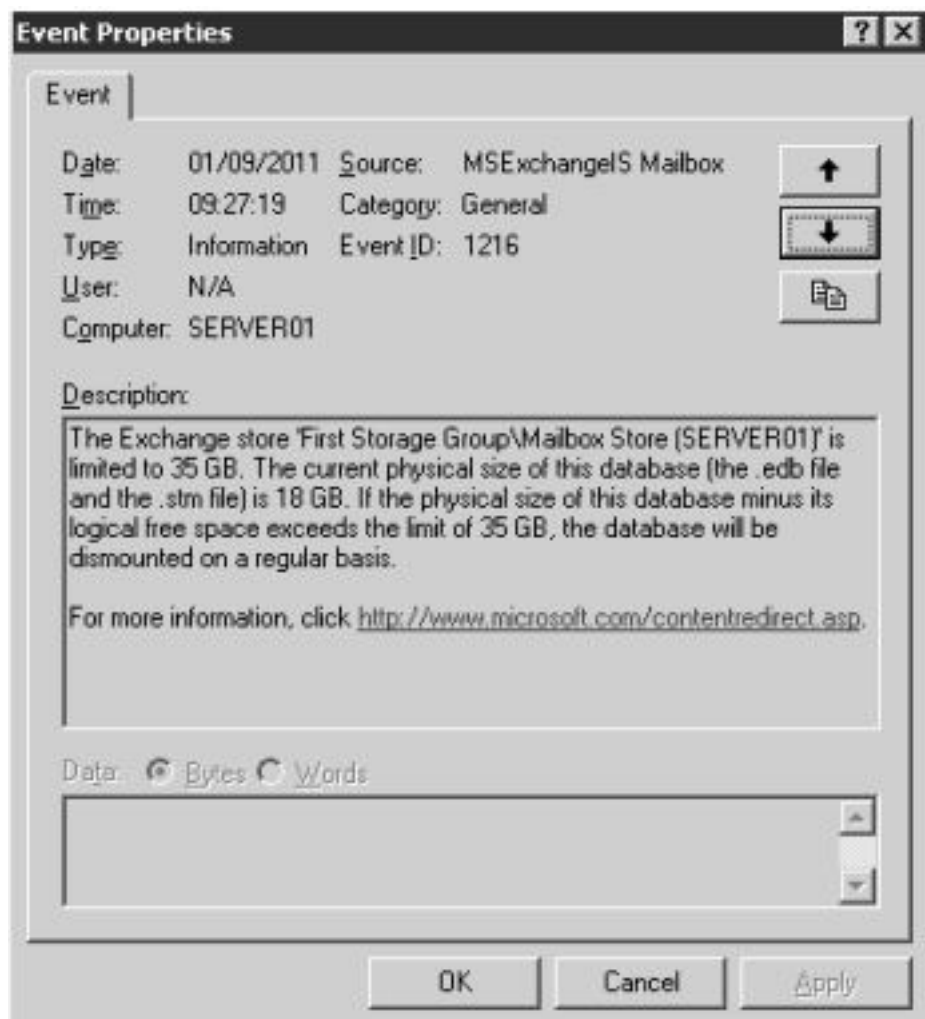 Event Properties
Event
Date: 01/09/2011 Source: MSExchangeIS Mailbox
Time: 09:27:19 Category: General
Type: Information Event ID: 1216
User: N/A
Computer: SERVER01
Description:
The Exchange store 'First Storage Group\Mailbox Store (SERVER01)' is
limited to 35 GB. The current physical size of this database (the .edb file
and the .stm file) is 18 GB. If the physical size of this database minus its
logical free space exceeds the limit of 35 GB, the database will be
dismounted on a regular basis.
For more information, click http://www.microsoft.com/contentredirect.asp.
Data: Bytes Words
OK Cancel Apply